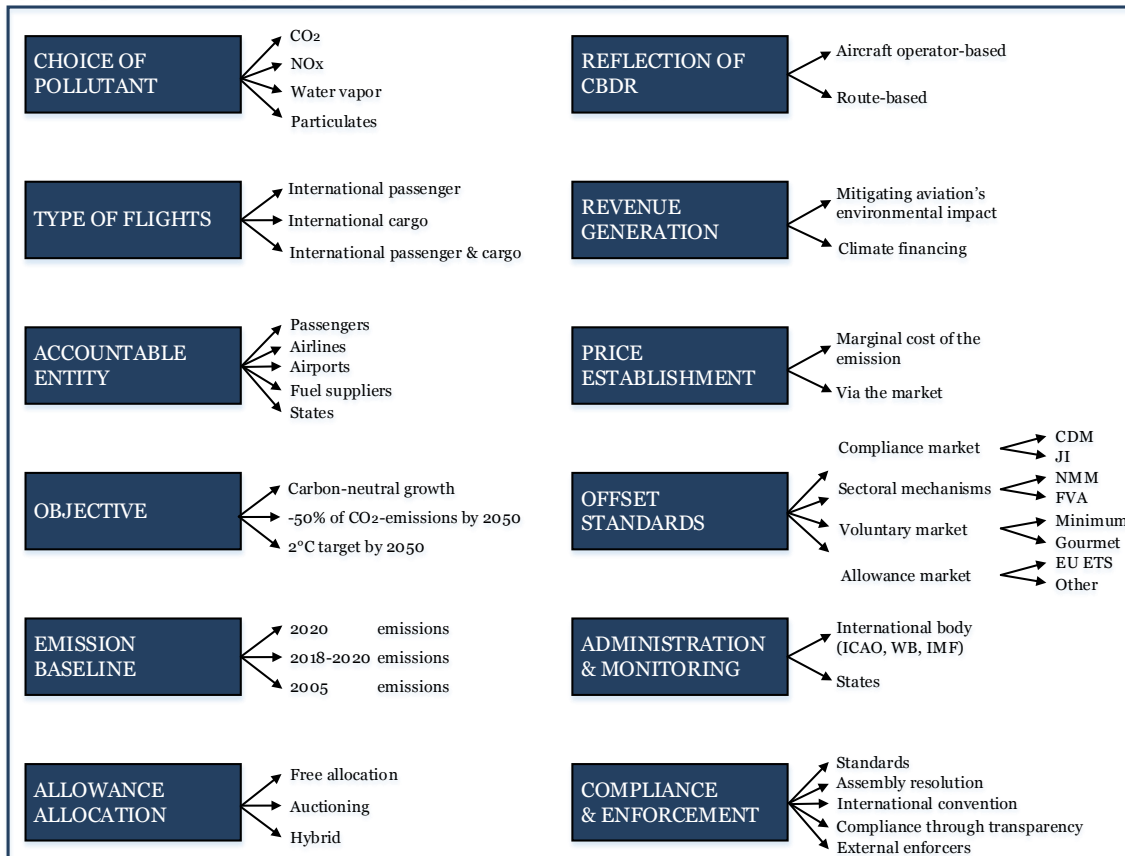 CHOICE OF
POLLUTANT
CO₂
NOx
Water vapor
Particulates
TYPE OF FLIGHTS
International passenger
International cargo
International passenger & cargo
ACCOUNTABLE
ENTITY
Passengers
Airlines
Airports
Fuel suppliers
States
OBJECTIVE
Carbon-neutral growth
-50% of CO₂-emissions by 2050
2°C target by 2050
EMISSION
BASELINE
2020 emissions
2018-2020 emissions
2005 emissions
ALLOWANCE
ALLOCATION
Free allocation
Auctioning
Hybrid
REFLECTION OF
CBDR
Aircraft operator-based
Route-based
REVENUE
GENERATION
Mitigating aviation's
environmental impact
Climate financing
PRICE
ESTABLISHMENT
Marginal cost of the
emission
Via the market
OFFSET
STANDARDS
Compliance market
CDM
JI
Sectoral mechanisms
NMM
FVA
Voluntary market
Minimum
Gourmet
Allowance market
EU ETS
Other
ADMINISTRATION
& MONITORING
International body
(ICAO, WB, IMF)
States
COMPLIANCE
& ENFORCEMENT
Standards
Assembly resolution
International convention
Compliance through transparency
External enforcers